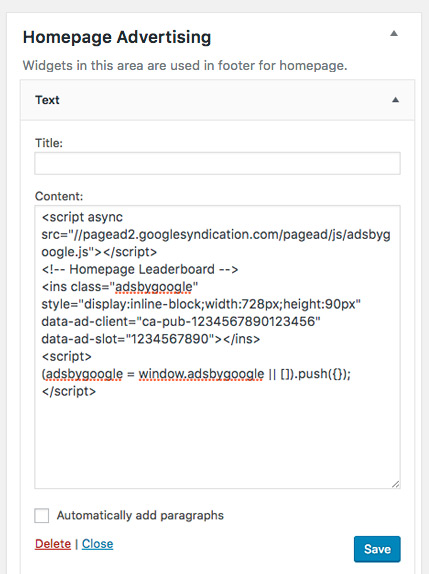 Homepage Advertising
Widgets in this area are used in footer for homepage.
Text
Title:
Content:
<script async
src="//pagead2.googlesyndication.com/pagead/js/adsbyg
oogle.js"></script>
<!-- Homepage Leaderboard -->
<ins class="adsbygoogle"
style="display:inline-block;width:728px;height:90px"
data-ad-client="ca-pub-1234567890123456"
data-ad-slot="1234567890"></ins>
<script>
(adsbygoogle = window.adsbygoogle || []).push({});
</script>
Automatically add paragraphs
Delete | Close
Save